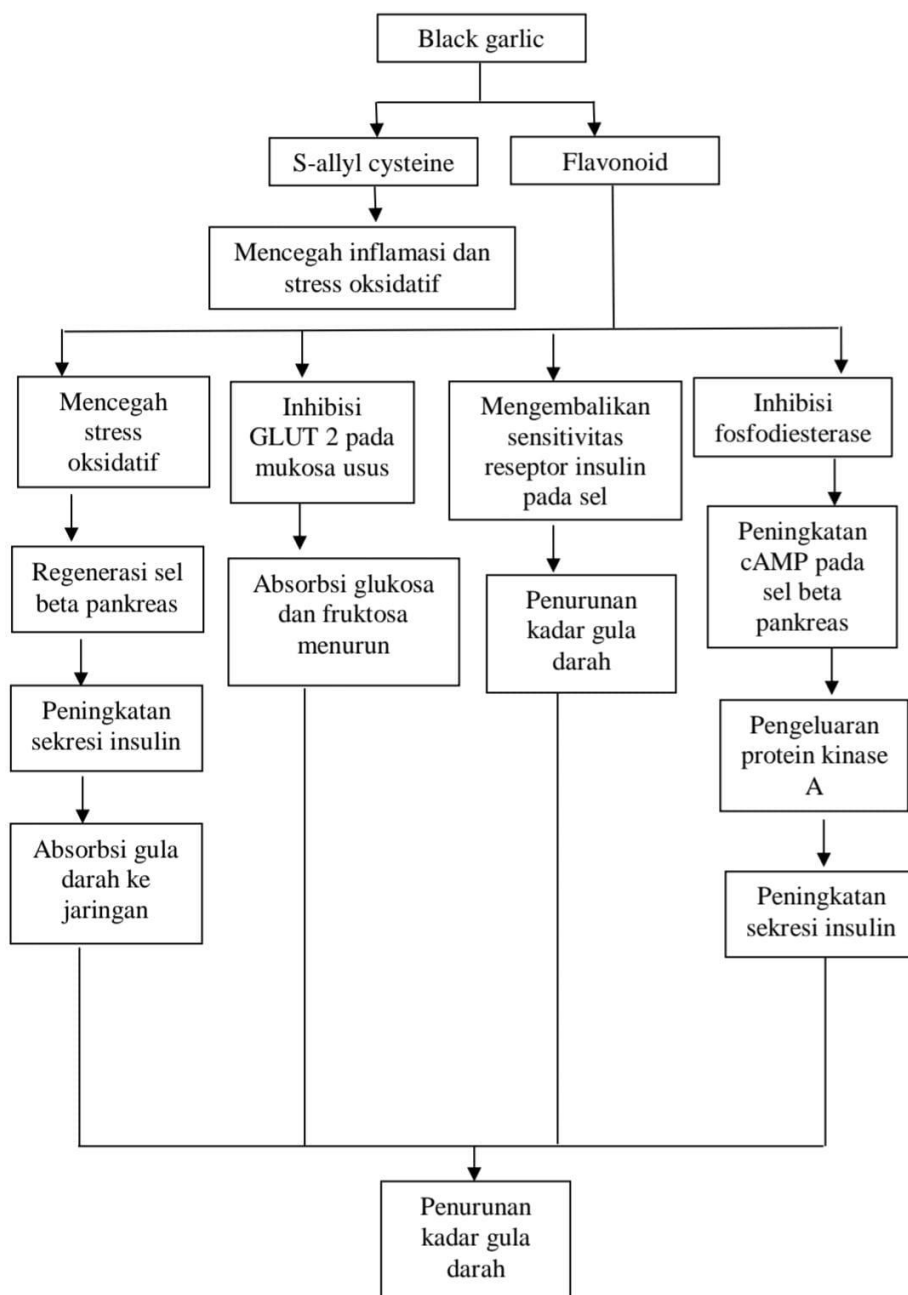 Black garlic
S-allyl cysteine
Flavonoid
Mencegah inflamasi dan
stress oksidatif
Mencegah
stress
oksidatif
Inhibisi
GLUT 2 pada
mukosa usus
Mengembalikan
sensitivitas
reseptor insulin
pada sel
Inhibisi
fosfodiesterase
Regenerasi sel
beta pankreas
Absorbsi glukosa
dan fruktosa
menurun
Penurunan
kadar gula
darah
Peningkatan
cAMP pada
sel beta
pankreas
Peningkatan
sekresi insulin
Pengeluaran
protein kinase
A
Absorbsi gula
darah ke
jaringan
Peningkatan
sekresi insulin
Penurunan
kadar gula
darah